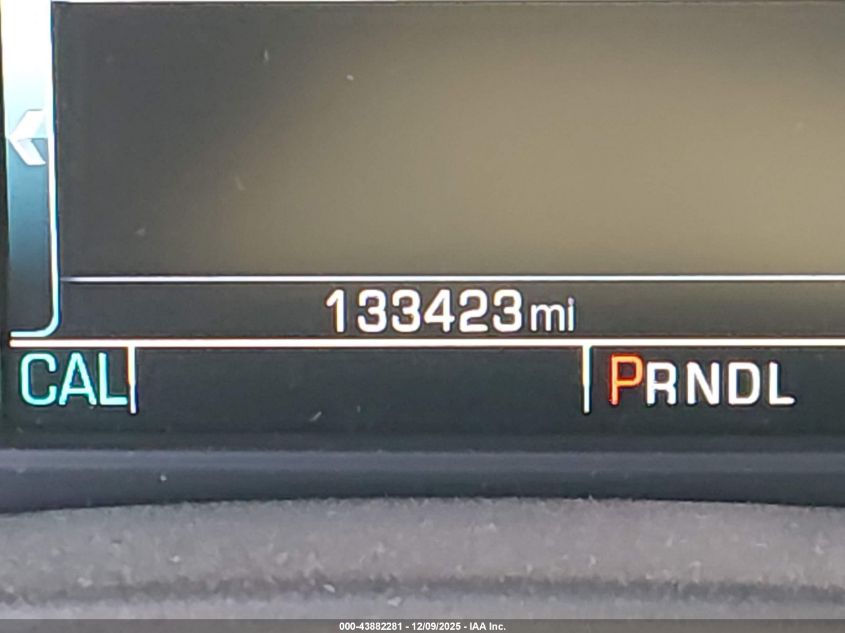 133423mi
CAL
PRNDL
000-43882281 - 12/09/2025 - IAA Inc.